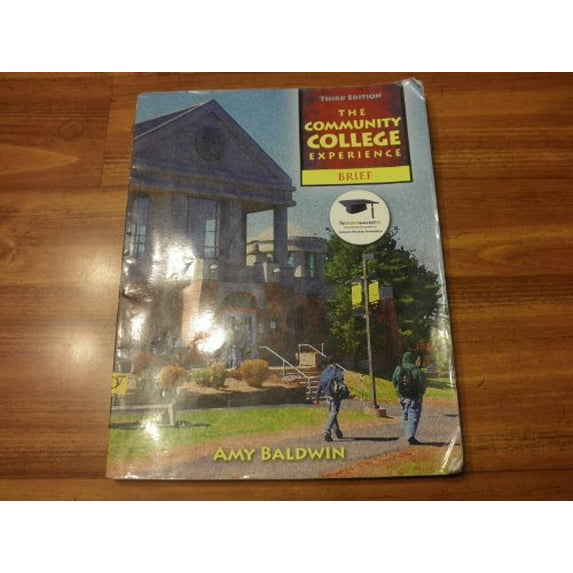 THIRD EDITION
THE
COMMUNITY
COLLEGE
EXPERIENCE
BRIEF
AMY BALDWIN